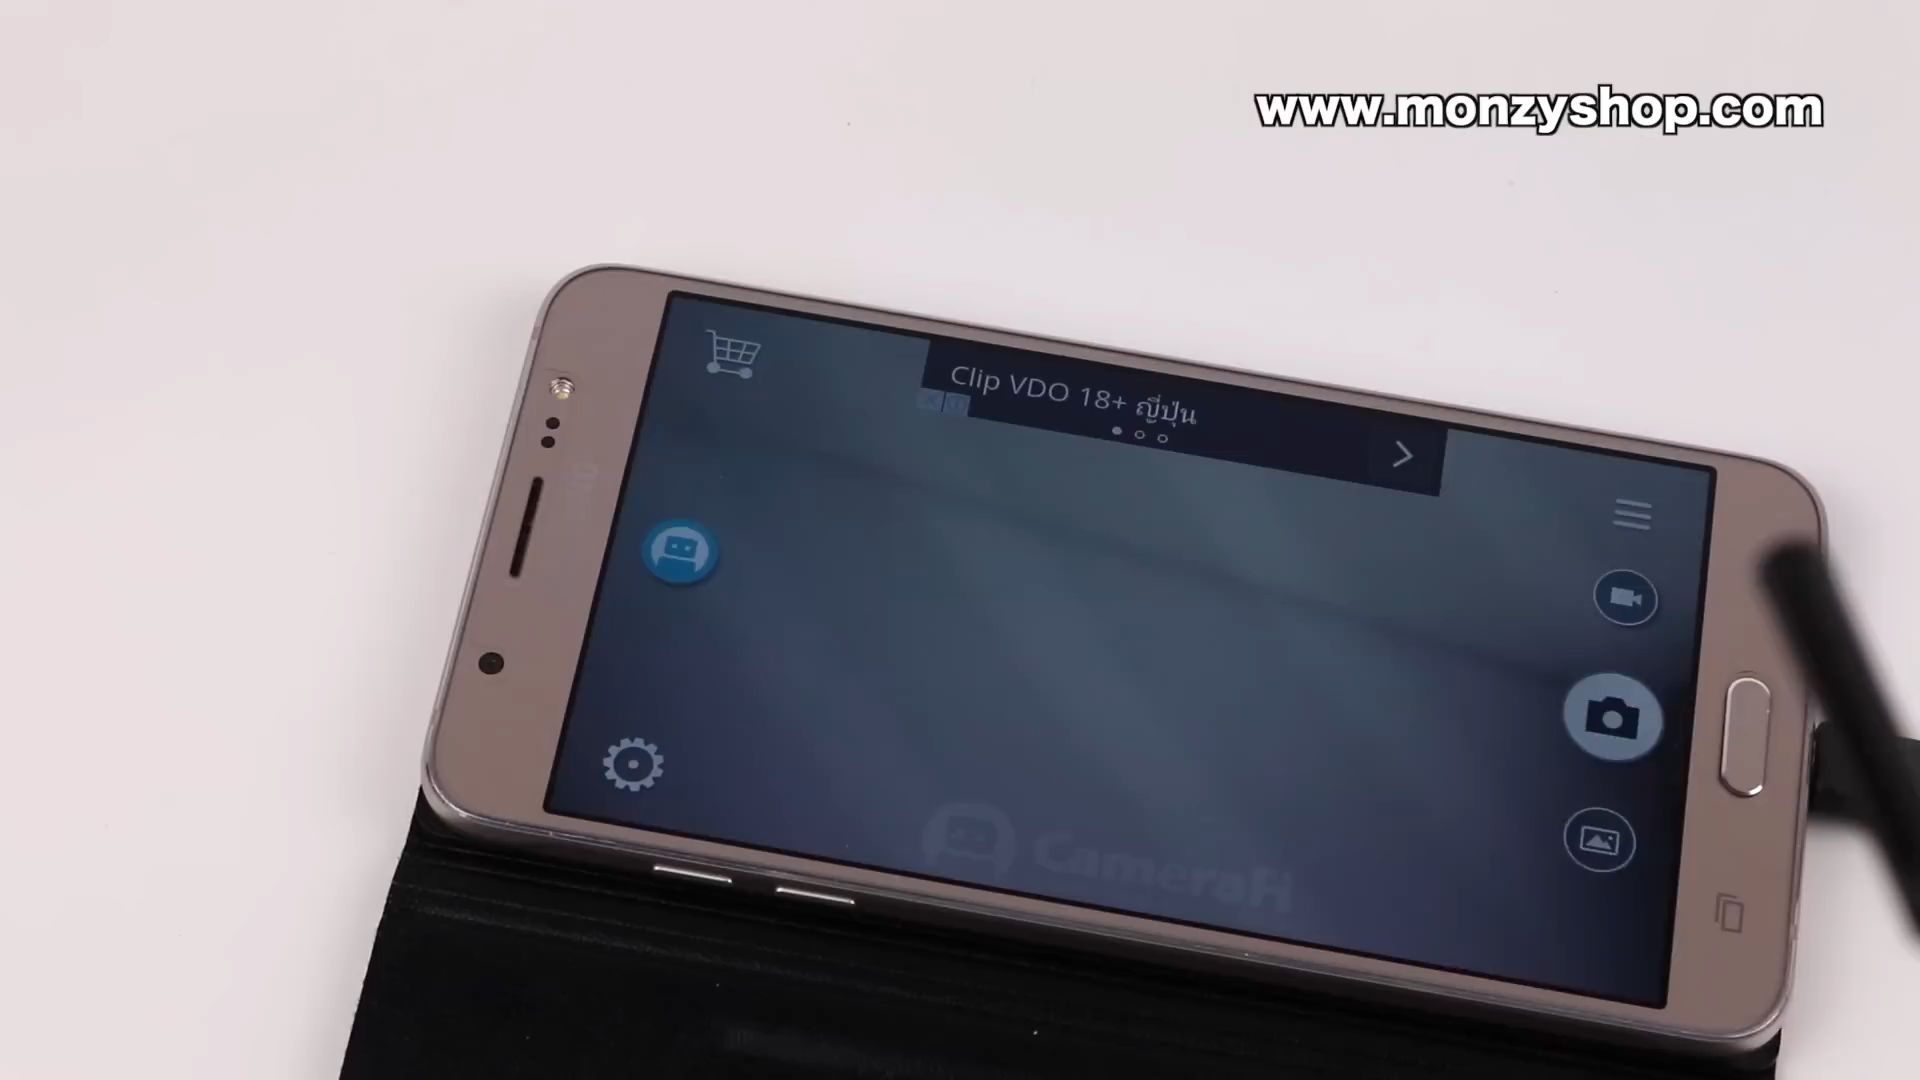 www.monzyshop.com
Clip VDO 18+ ญี่ปุ่น
CameraFi